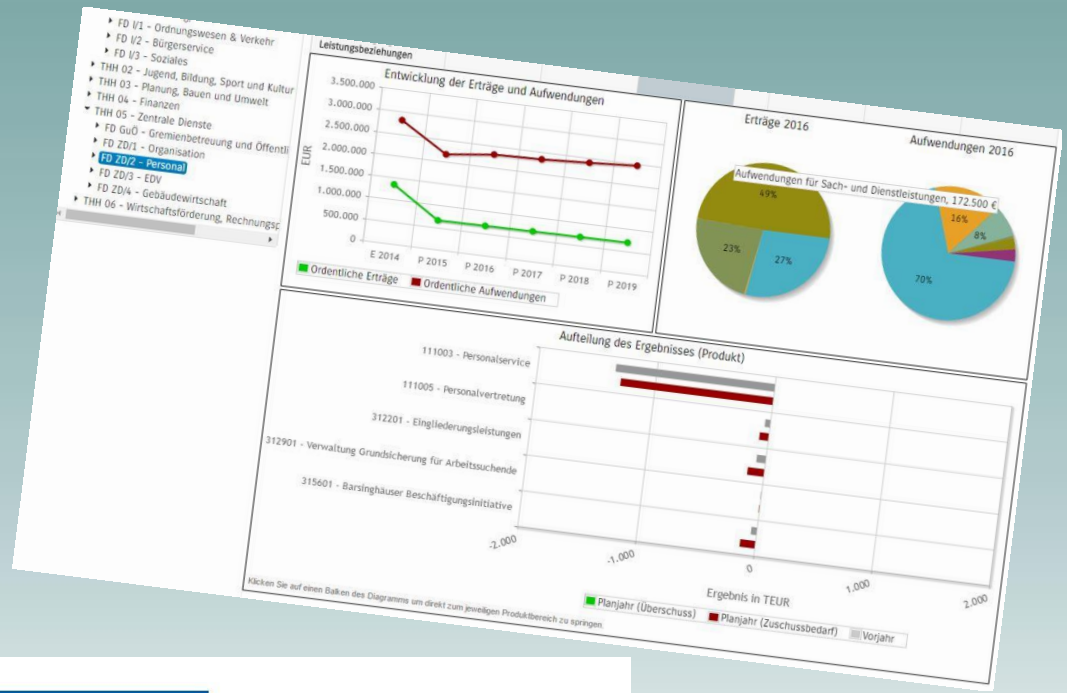 FD I/1 - Ordnungswesen & Verkehr
FD I/2 - Bürgerservice
FD I/3 - Soziales
THH 02 - Jugend, Bildung, Sport und Kultur
THH 03 - Planung, Bauen und Umwelt
THH 04 - Finanzen
THH 05 - Zentrale Dienste
FD GuÖ - Gremienbetreuung und Öffentli
FD ZD/1 - Organisation
FD ZD/2 - Personal
FD ZD/3 - EDV
FD ZD/4 - Gebäudewirtschaft
THH 06 - Wirtschaftsförderung, Rechnungsp
Leistungsbeziehungen
Entwicklung der Erträge und Aufwendungen
3.500.000
3.000.000
2.500.000
2.000.000
1.500.000
1.000.000
500.000
0
EUR
E 2014 P 2015 P 2016 P 2017 P 2018 P 2019
Ordentliche Erträge Ordentliche Aufwendungen
Erträge 2016
Aufwendungen 2016
Aufwendungen für Sach- und Dienstleistungen, 172.500 €
49%
23%
27%
16%
8%
70%
Aufteilung des Ergebnisses (Produkt)
111003 - Personalservice
111005 - Personalvertretung
312201 - Eingliederungsleistungen
312901 - Verwaltung Grundsicherung für Arbeitssuchende
315601 - Barsinghäuser Beschäftigungsinitiative
-2.000 -1.000 0 1.000 2.000
Ergebnis in TEUR
Planjahr (Überschuss) Planjahr (Zuschussbedarf) Vorjahr
Klicken Sie auf einen Balken des Diagramms um direkt zum jeweiligen Produktbereich zu springen